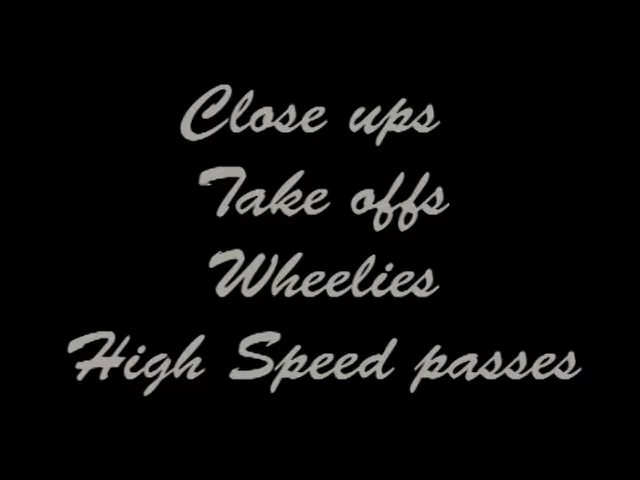 Close ups
Take offs
Wheelies
High Speed passes